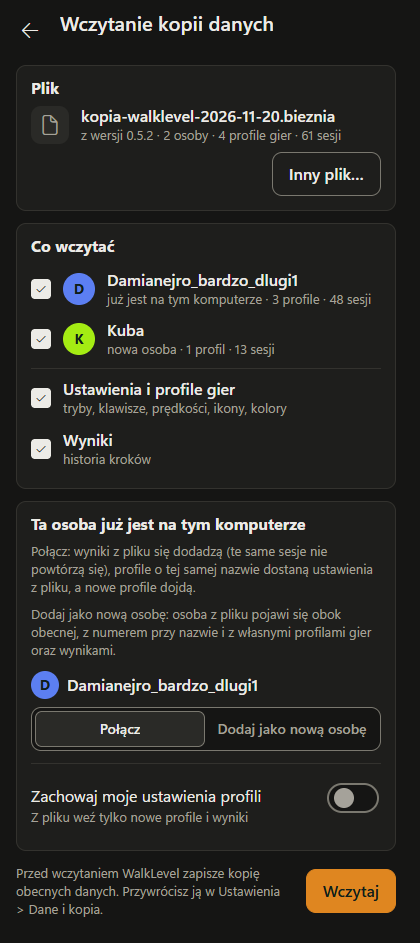 Wczytanie kopii danych
Plik
kopia-walklevel-2026-11-20.bieznia
z wersji 0.5.2 · 2 osoby · 4 profile gier · 61 sesji
Inny plik...
Co wczytać
D
Damianejro_bardzo_dlugi1
już jest na tym komputerze · 3 profile · 48 sesji
K
Kuba
nowa osoba · 1 profil · 13 sesji
Ustawienia i profile gier
tryby, klawisze, prędkości, ikony, kolory
Wyniki
historia kroków
Ta osoba już jest na tym komputerze
Połącz: wyniki z pliku się dodadzą (te same sesje nie
powtórzą się), profile o tej samej nazwie dostaną ustawienia
z pliku, a nowe profile dojdą.
Dodaj jako nową osobę: osoba z pliku pojawi się obok
obecnej, z numerem przy nazwie i z własnymi profilami gier
oraz wynikami.
D
Damianejro_bardzo_dlugi1
Połącz
Dodaj jako nową osobę
Zachowaj moje ustawienia profili
Z pliku weź tylko nowe profile i wyniki
Przed wczytaniem WalkLevel zapisze kopię
obecnych danych. Przywrócisz ją w Ustawienia
> Dane i kopia.
Wczytaj